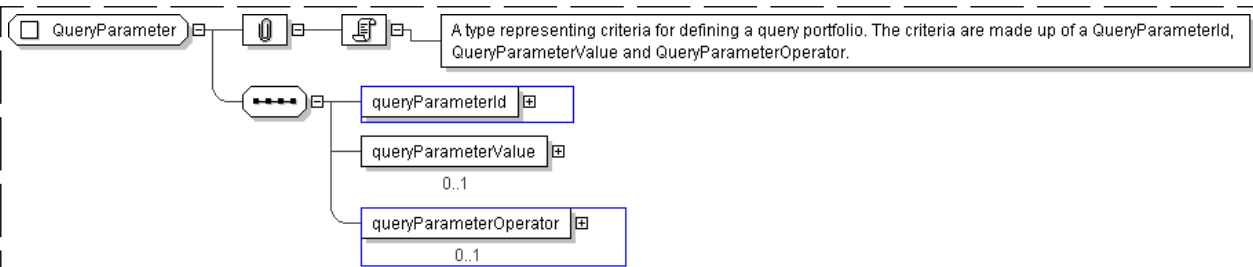 QueryParameter
A type representing criteria for defining a query portfolio. The criteria are made up of a QueryParameterId,
QueryParameterValue and QueryParameterOperator.
queryParameterId
queryParameterValue
0..1
queryParameterOperator
0..1